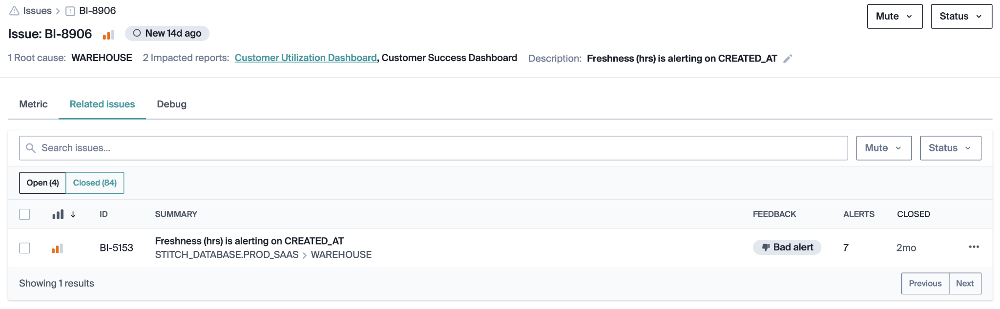 Issues > BI-8906
Mute
Status
Issue: BI-8906
New 14d ago
1 Root cause: WAREHOUSE 2 Impacted reports: Customer Utilization Dashboard, Customer Success Dashboard Description: Freshness (hrs) is alerting on CREATED_AT
Metric Related issues Debug
Search issues...
Mute
Status
Open (4) Closed (84)
ID SUMMARY FEEDBACK ALERTS CLOSED
BI-5153 Freshness (hrs) is alerting on CREATED_AT Bad alert 7 2mo
STITCH_DATABASE.PROD_SAAS > WAREHOUSE
Showing 1 results
Previous Next